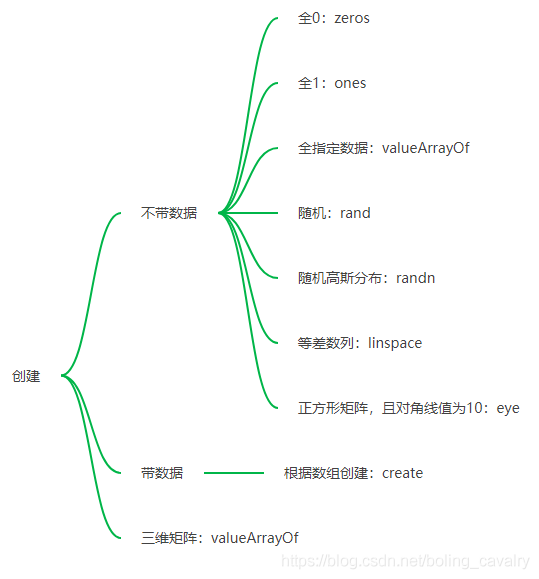 创建
不带数据
全0：zeros
全1：ones
全指定数据：valueArrayOf
随机：rand
随机高斯分布：randn
等差数列：linspace
正方形矩阵，且对角线值为10：eye
带数据
根据数组创建：create
三维矩阵：valueArrayOf
https://blog.csdn.net/boling_cavalry